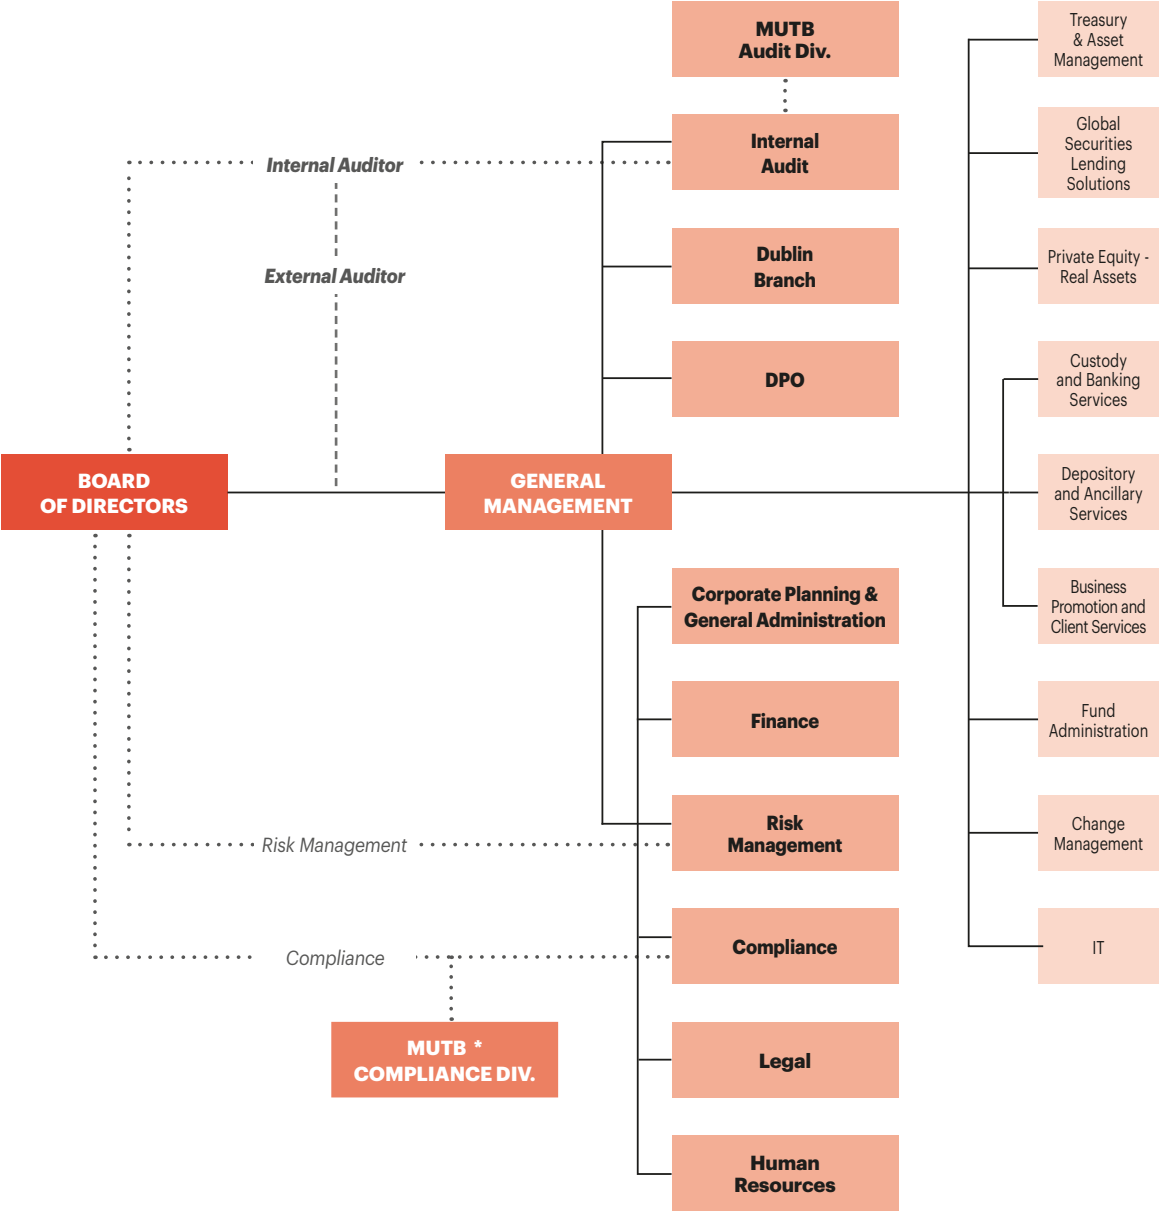 MUTB
Audit Div.
Internal
Audit
Dublin
Branch
DPO
Internal Auditor
External Auditor
BOARD
OF DIRECTORS
GENERAL
MANAGEMENT
Corporate Planning &
General Administration
Finance
Risk
Management
Risk Management
Compliance
Compliance
MUTB *
COMPLIANCE DIV.
Legal
Human
Resources
Treasury
& Asset
Management
Global
Securities
Lending
Solutions
Private Equity -
Real Assets
Custody
and Banking
Services
Depository
and Ancillary
Services
Business
Promotion and
Client Services
Fund
Administration
Change
Management
IT